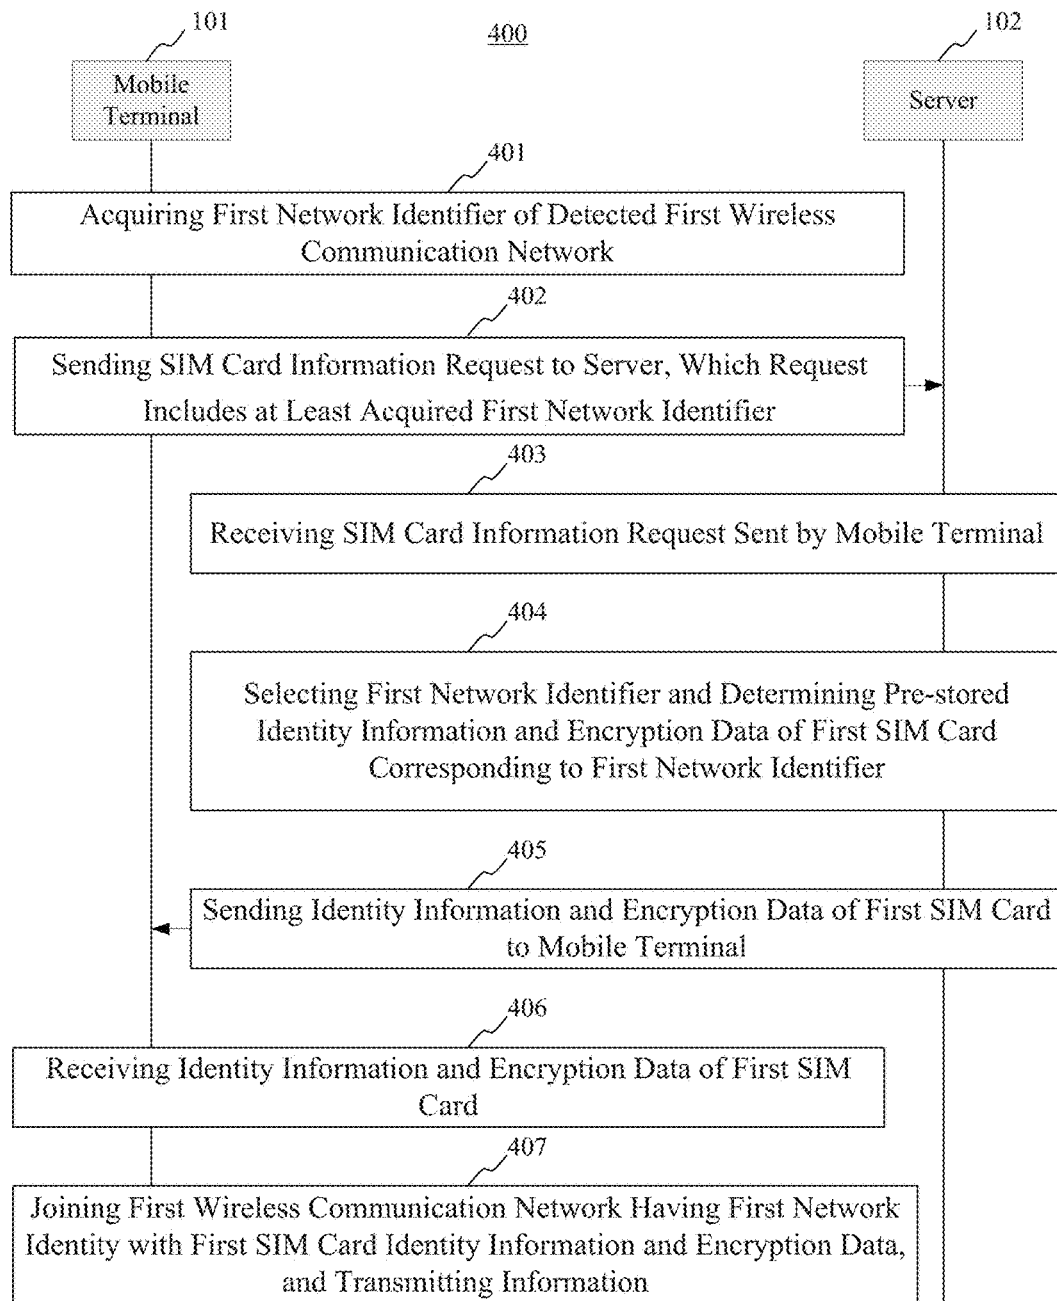 101
400
102
Mobile
Terminal
Server
401
Acquiring First Network Identifier of Detected First Wireless
Communication Network
402
Sending SIM Card Information Request to Server, Which Request
Includes at Least Acquired First Network Identifier
403
Receiving SIM Card Information Request Sent by Mobile Terminal
404
Selecting First Network Identifier and Determining Pre-stored
Identity Information and Encryption Data of First SIM Card
Corresponding to First Network Identifier
405
Sending Identity Information and Encryption Data of First SIM Card
to Mobile Terminal
406
Receiving Identity Information and Encryption Data of First SIM
Card
407
Joining First Wireless Communication Network Having First Network
Identity with First SIM Card Identity Information and Encryption Data,
and Transmitting Information